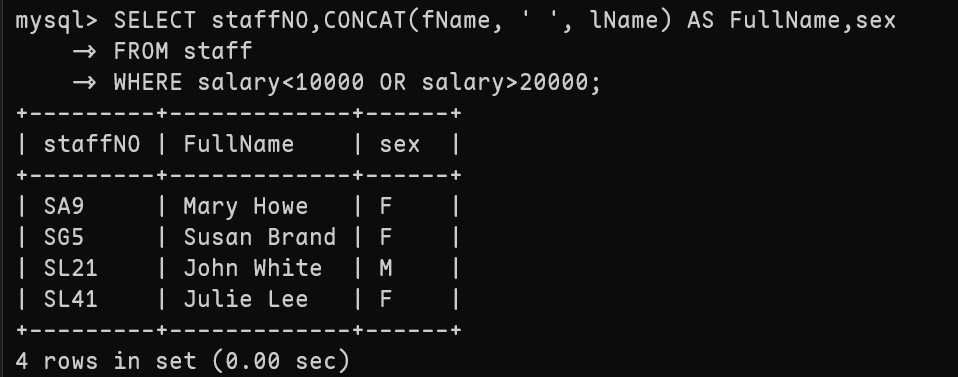 mysql> SELECT staffNO,CONCAT(fName, ' ', lName) AS FullName,sex
    → FROM staff
    → WHERE salary<10000 OR salary>20000;
+---------+-------------+------+
| staffNO | FullName    | sex  |
+---------+-------------+------+
| SA9     | Mary Howe   | F    |
| SG5     | Susan Brand | F    |
| SL21    | John White  | M    |
| SL41    | Julie Lee   | F    |
+---------+-------------+------+
4 rows in set (0.00 sec)